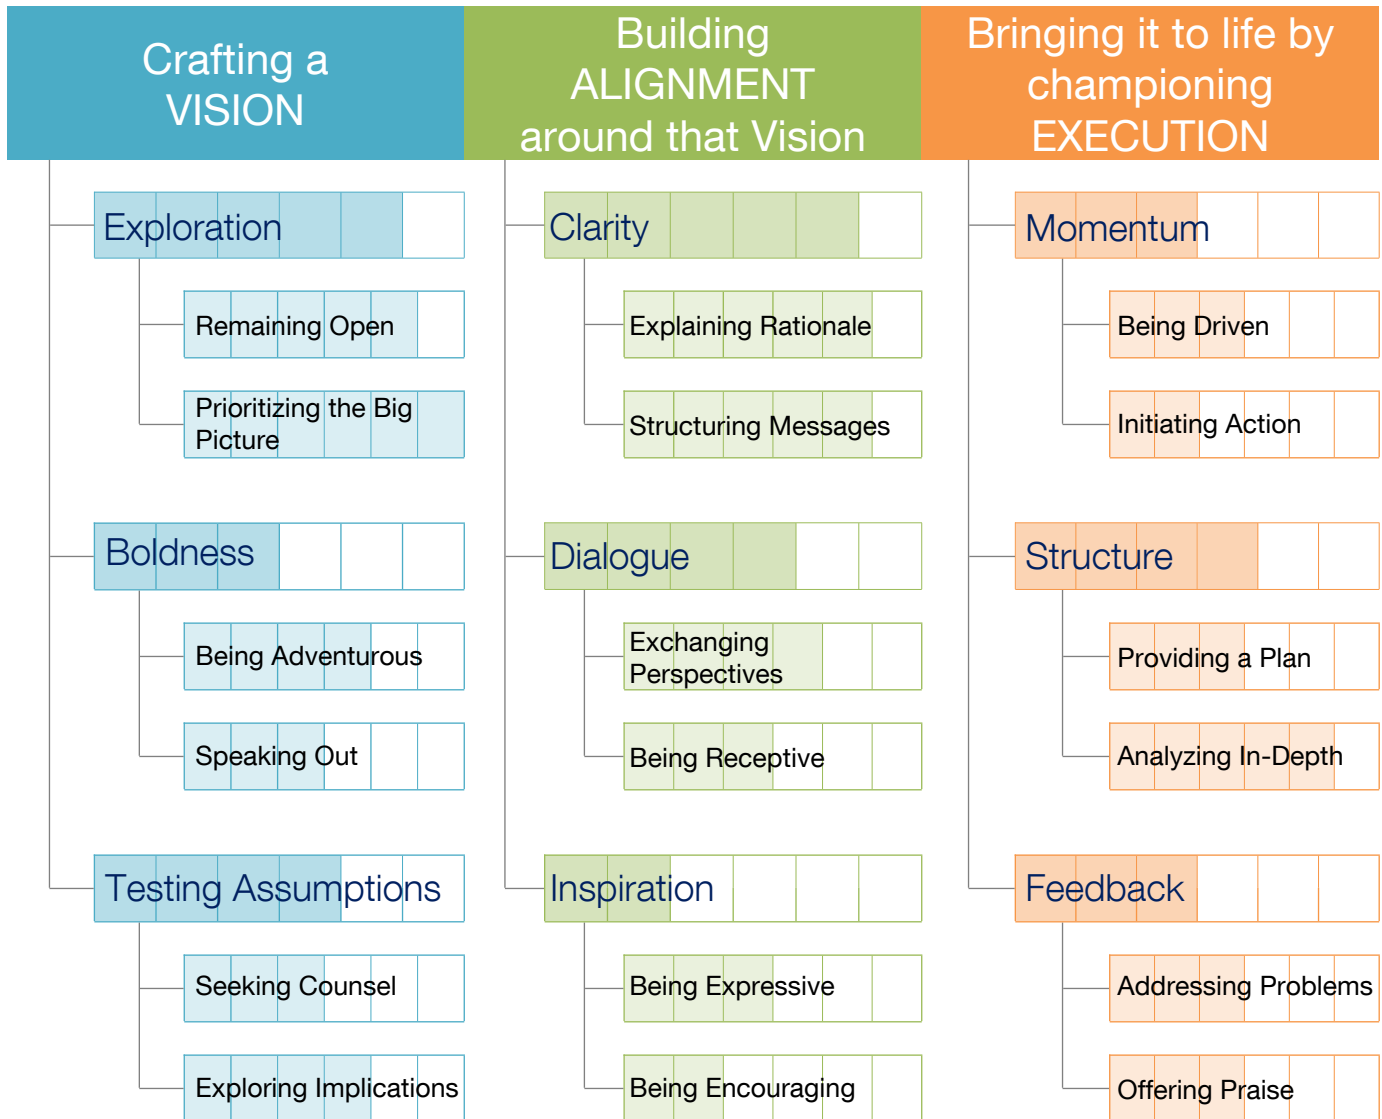 Crafting a
VISION
Exploration
Remaining Open
Prioritizing the Big
Picture
Boldness
Being Adventurous
Speaking Out
Testing Assumptions
Seeking Counsel
Exploring Implications
Building
ALIGNMENT
around that Vision
Clarity
Explaining Rationale
Structuring Messages
Dialogue
Exchanging
Perspectives
Being Receptive
Inspiration
Being Expressive
Being Encouraging
Bringing it to life by
championing
EXECUTION
Momentum
Being Driven
Initiating Action
Structure
Providing a Plan
Analyzing In-Depth
Feedback
Addressing Problems
Offering Praise